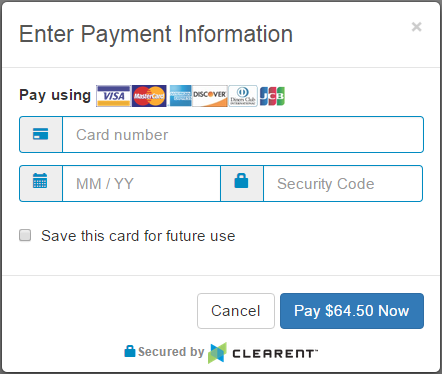 Enter Payment Information ×
Pay using VISA MasterCard AMERICAN EXPRESS DISCOVER Diners Club INTERNATIONAL JCB
Card number
MM / YY Security Code
Save this card for future use
Cancel Pay $64.50 Now
Secured by CLEARENT™